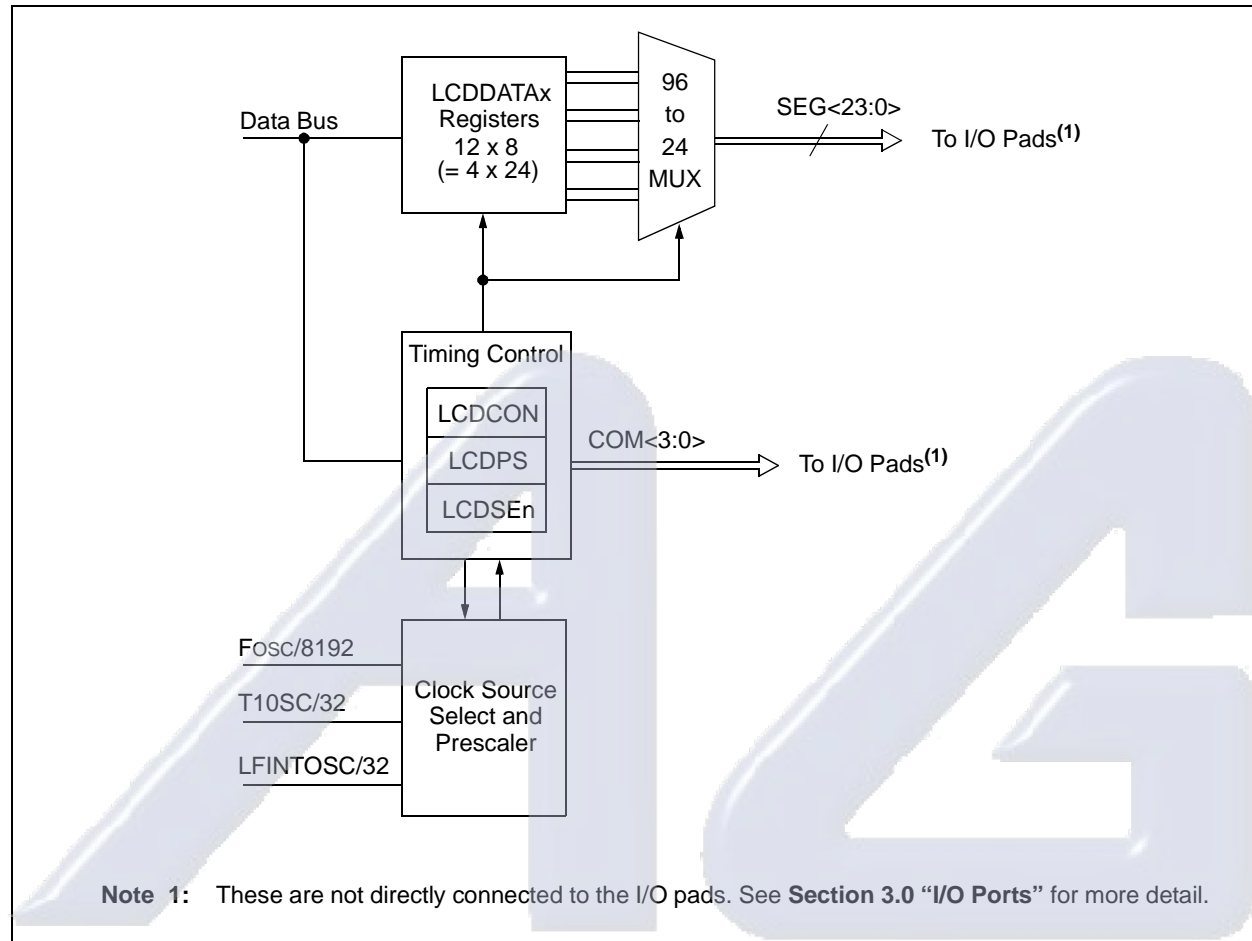 LCDDATAx
Registers
12 x 8
(= 4 x 24)
96
to
24
MUX
Data Bus
SEG<23:0>
To I/O Pads(1)
Timing Control
LCDCON
LCDPS
LCDSEn
COM<3:0>
To I/O Pads(1)
FOSC/8192
T10SC/32
LFINTOSC/32
Clock Source
Select and
Prescaler
Note 1: These are not directly connected to the I/O pads. See Section 3.0 “I/O Ports” for more detail.
AG